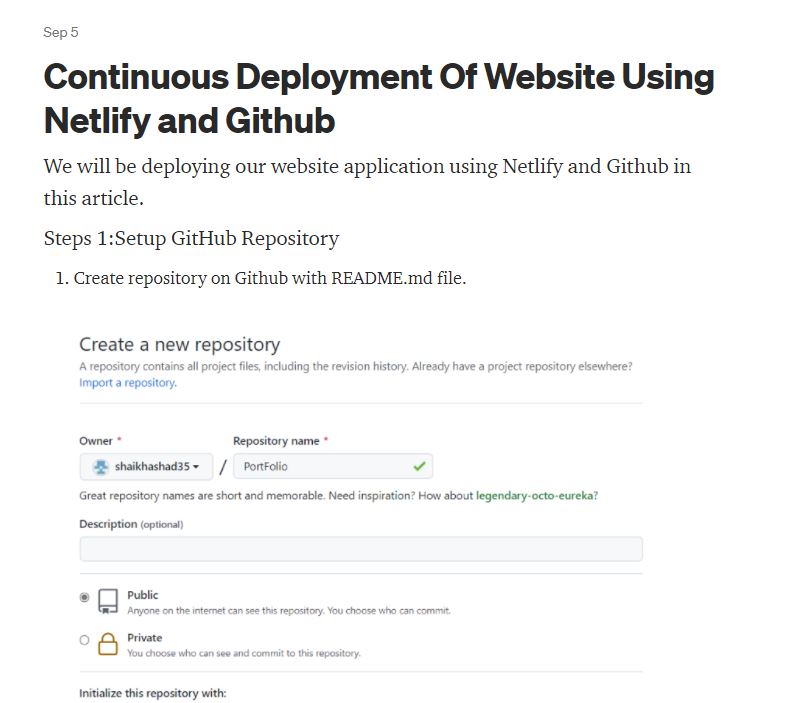 Sep 5
Continuous Deployment Of Website Using
Netlify and Github
We will be deploying our website application using Netlify and Github in
this article.
Steps 1:Setup GitHub Repository
1. Create repository on Github with README.md file.
Create a new repository
A repository contains all project files, including the revision history. Already have a project repository elsewhere?
Import a repository.
Owner * Repository name *
shaikhashad35 / PortFolio
Great repository names are short and memorable. Need inspiration? How about legendary-octo-eureka?
Description (optional)
Public
Anyone on the internet can see this repository. You choose who can commit.
Private
You choose who can see and commit to this repository.
Initialize this repository with: